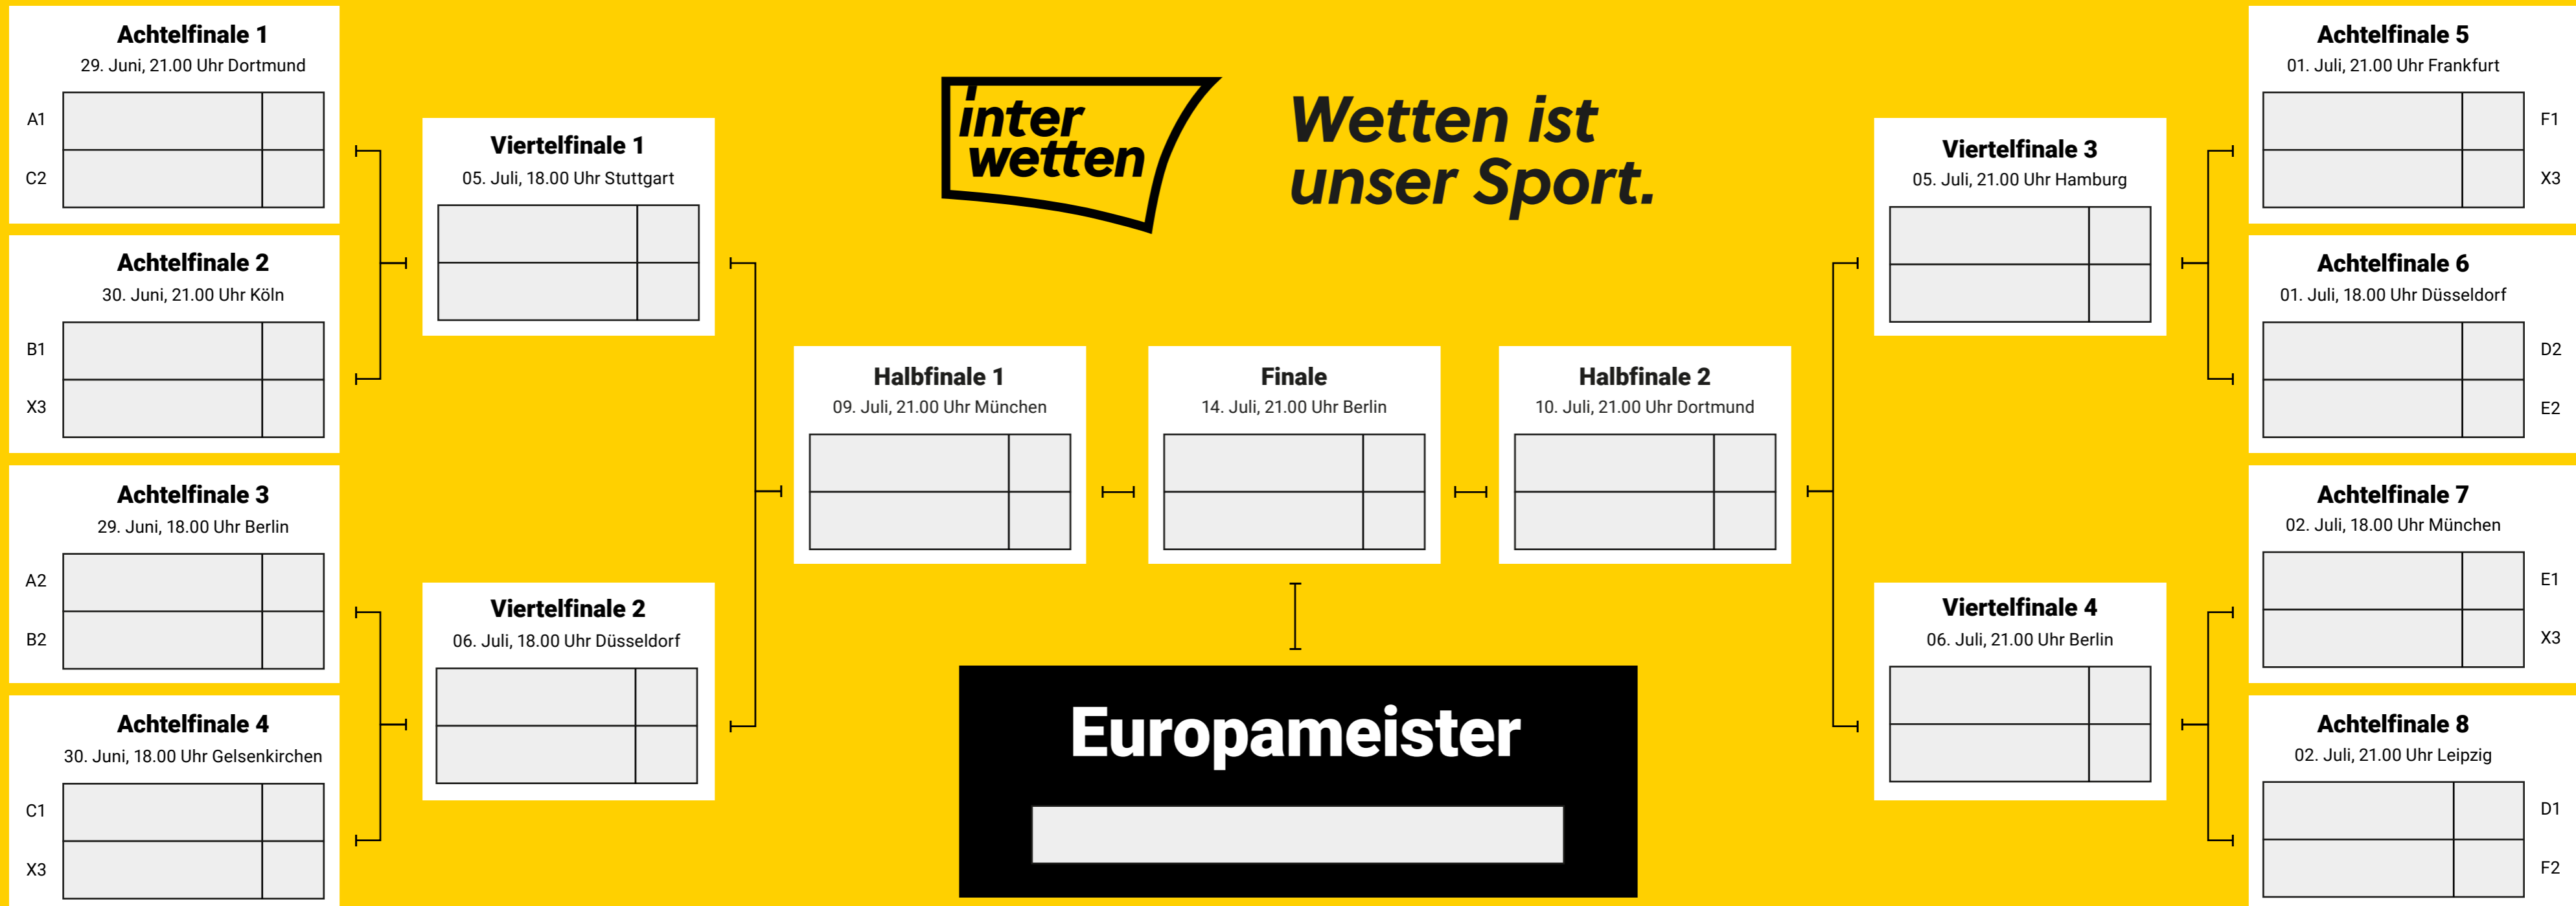 Achtelfinale 1
29. Juni, 21.00 Uhr Dortmund
A1
C2
Achtelfinale 2
30. Juni, 21.00 Uhr Köln
B1
X3
Achtelfinale 3
29. Juni, 18.00 Uhr Berlin
A2
B2
Achtelfinale 4
30. Juni, 18.00 Uhr Gelsenkirchen
C1
X3
Viertelfinale 1
05. Juli, 18.00 Uhr Stuttgart
Viertelfinale 2
06. Juli, 18.00 Uhr Düsseldorf
inter
wetten
Wetten ist
unser Sport.
Halbfinale 1
09. Juli, 21.00 Uhr München
Finale
14. Juli, 21.00 Uhr Berlin
Halbfinale 2
10. Juli, 21.00 Uhr Dortmund
Europameister
Viertelfinale 3
05. Juli, 21.00 Uhr Hamburg
Viertelfinale 4
06. Juli, 21.00 Uhr Berlin
Achtelfinale 5
01. Juli, 21.00 Uhr Frankfurt
F1
X3
Achtelfinale 6
01. Juli, 18.00 Uhr Düsseldorf
D2
E2
Achtelfinale 7
02. Juli, 18.00 Uhr München
E1
X3
Achtelfinale 8
02. Juli, 21.00 Uhr Leipzig
D1
F2